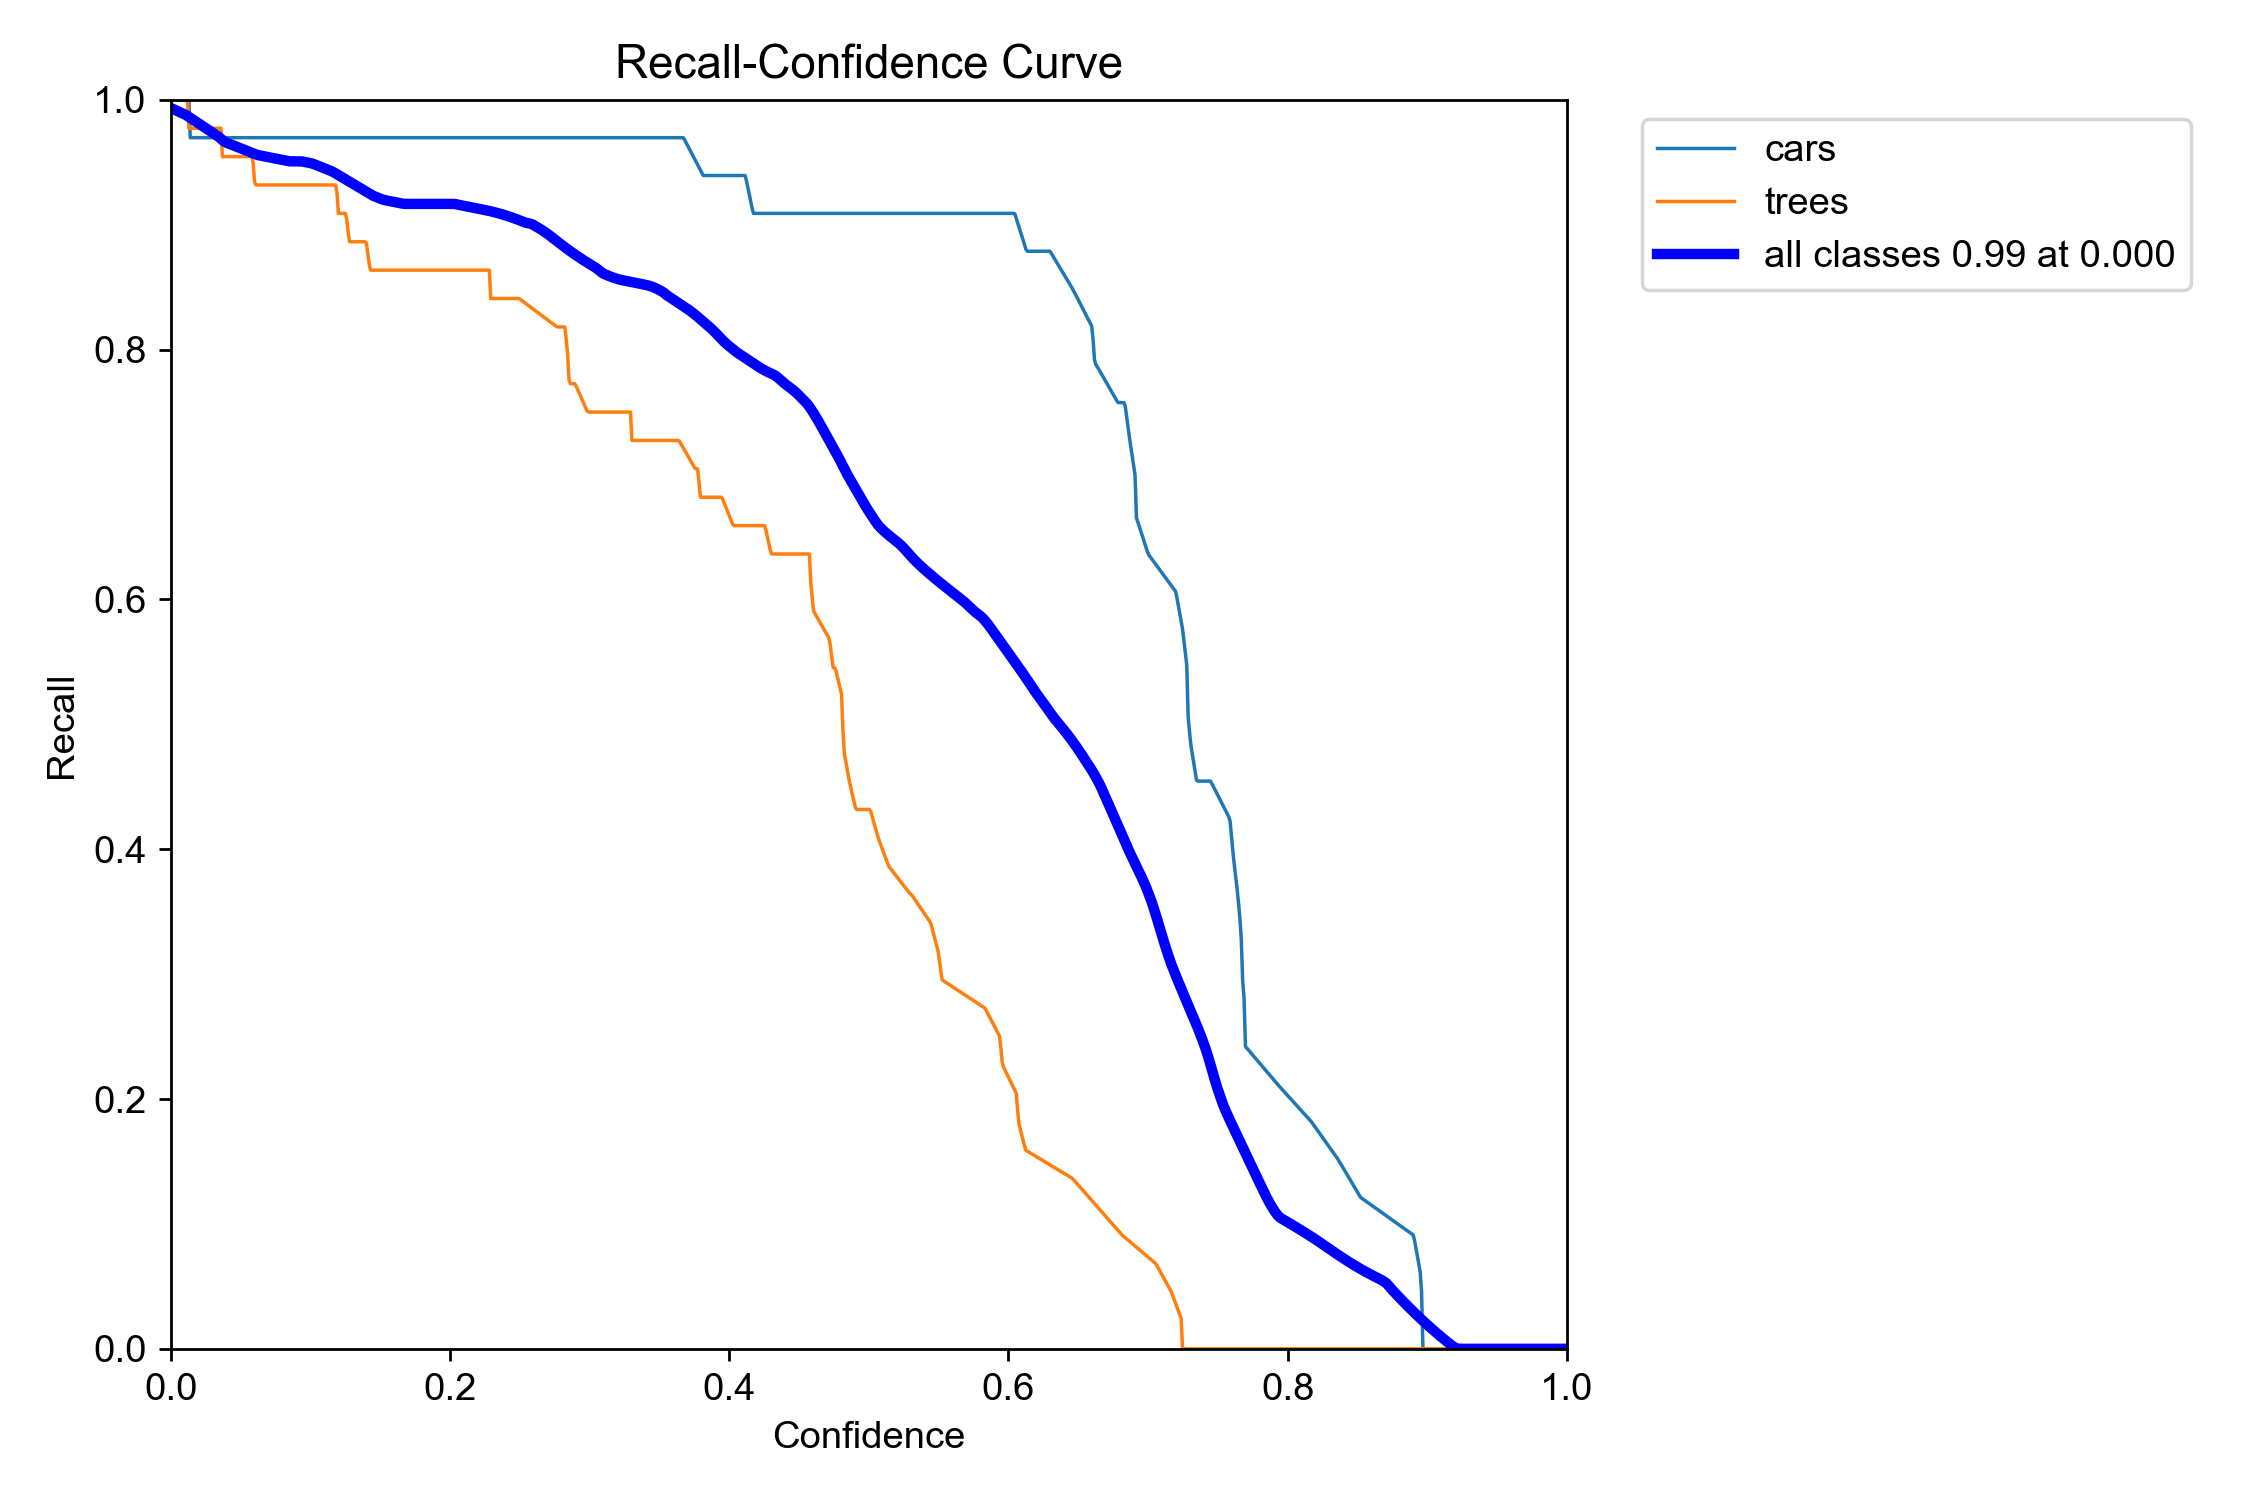 Recall-Confidence Curve
1.0
0.8
0.6
0.4
0.2
0.0
Recall
0.0 0.2 0.4 0.6 0.8 1.0
Confidence
cars
trees
all classes 0.99 at 0.000